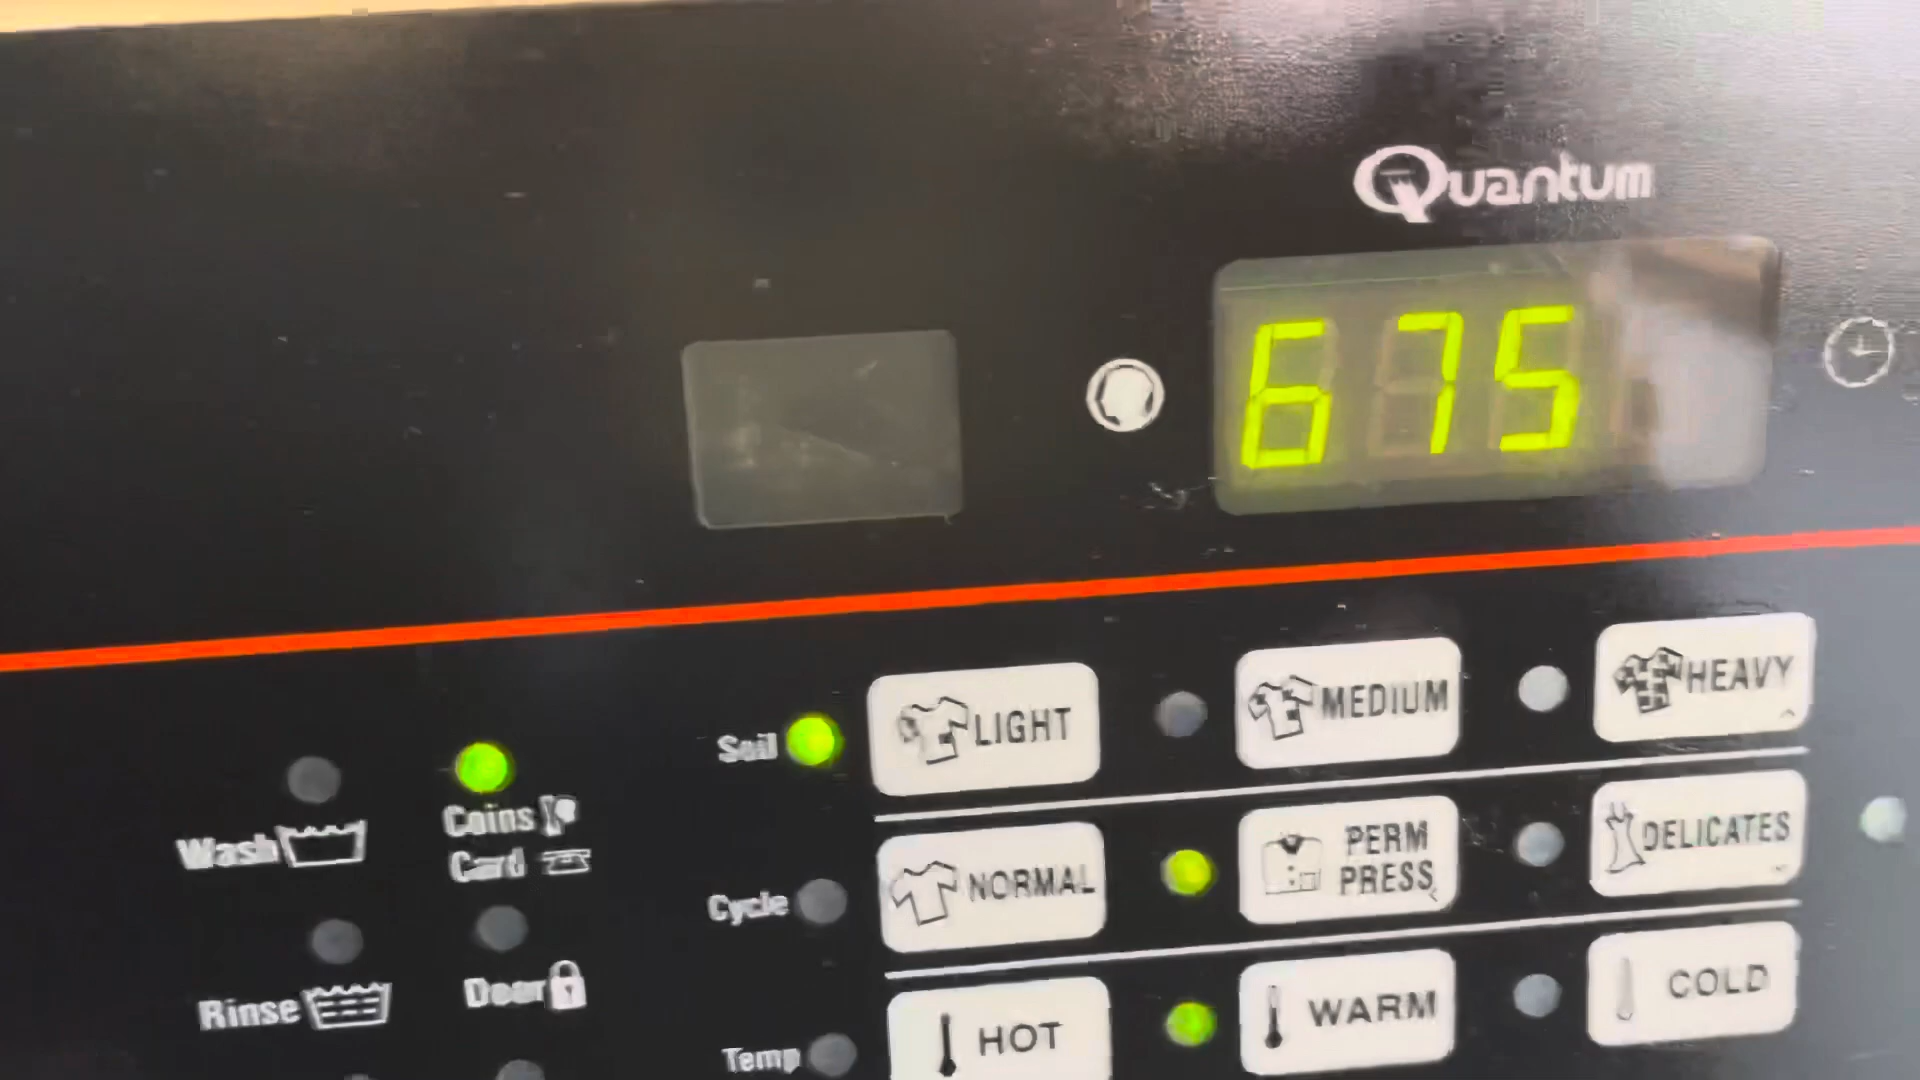 Quantum
675
Soil LIGHT MEDIUM HEAVY
Wash Coins
Card
Cycle NORMAL PERM
PRESS DELICATES
Rinse Door
Temp HOT WARM COLD